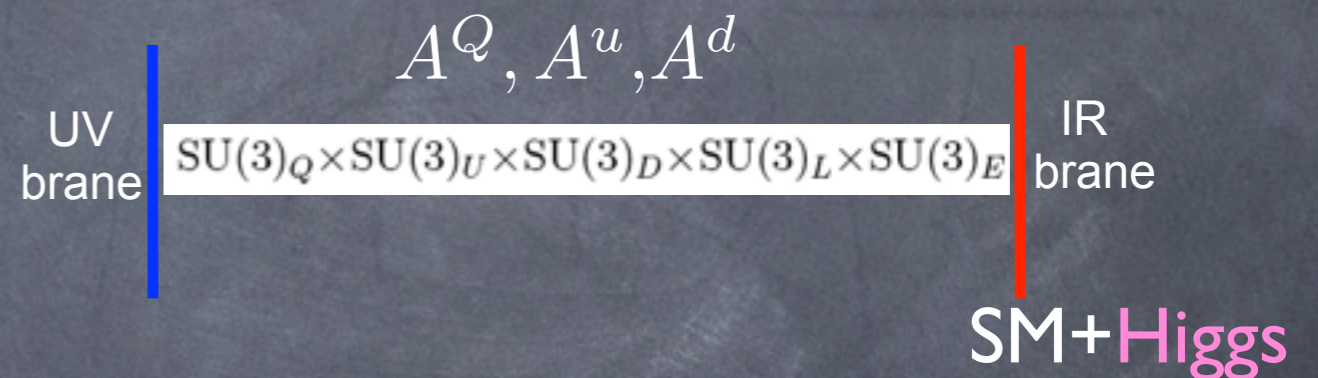 A^Q, A^u, A^d
UV
brane
SU(3)_Q×SU(3)_U×SU(3)_D×SU(3)_L×SU(3)_E
IR
brane
SM+Higgs